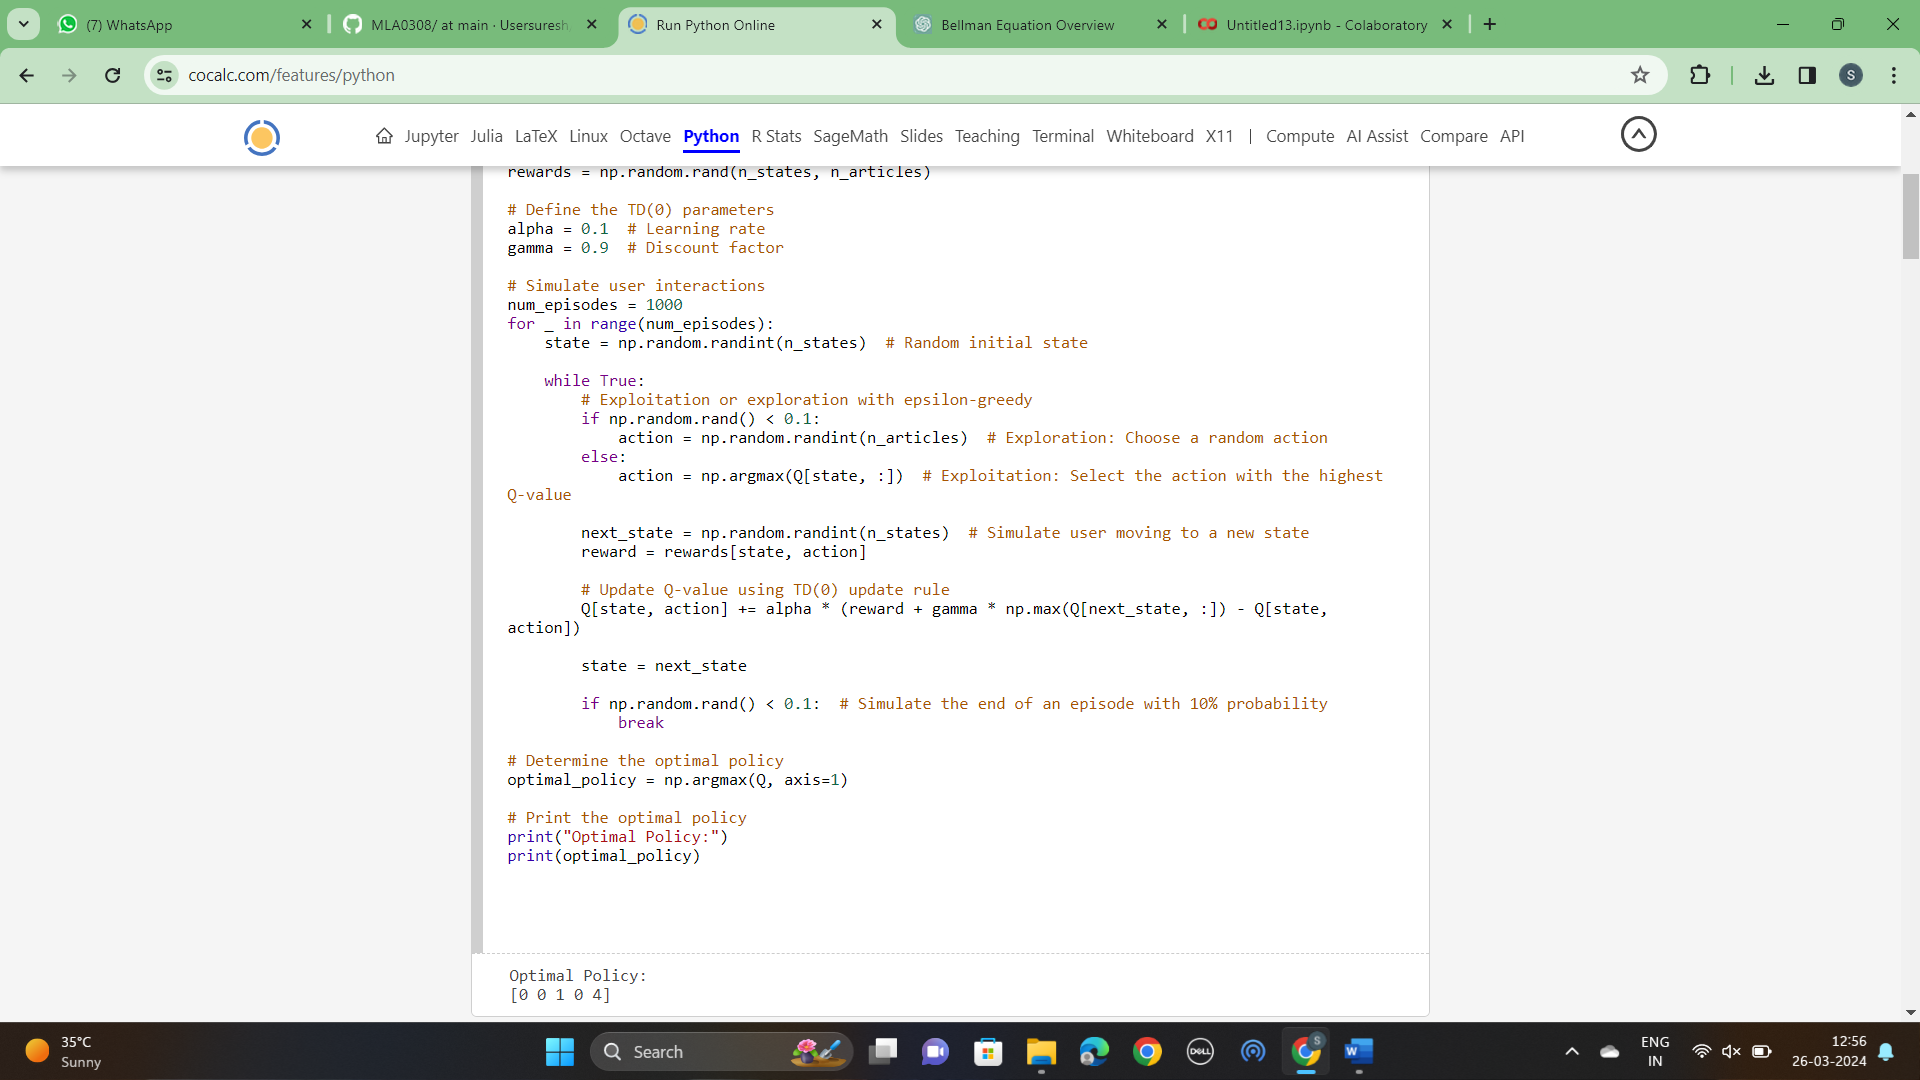 (7) WhatsApp
MLA0308/ at main · Usersuresh
Run Python Online
Bellman Equation Overview
Untitled13.ipynb - Colaboratory
cocalc.com/features/python
S
Jupyter Julia LaTeX Linux Octave Python R Stats SageMath Slides Teaching Terminal Whiteboard X11 | Compute AI Assist Compare API
rewards = np.random.rand(n_states, n_articles)
# Define the TD(0) parameters
alpha = 0.1  # Learning rate
gamma = 0.9  # Discount factor
# Simulate user interactions
num_episodes = 1000
for _ in range(num_episodes):
    state = np.random.randint(n_states)  # Random initial state
    while True:
        # Exploitation or exploration with epsilon-greedy
        if np.random.rand() < 0.1:
            action = np.random.randint(n_articles)  # Exploration: Choose a random action
        else:
            action = np.argmax(Q[state, :])  # Exploitation: Select the action with the highest
Q-value
        next_state = np.random.randint(n_states)  # Simulate user moving to a new state
        reward = rewards[state, action]
        # Update Q-value using TD(0) update rule
        Q[state, action] += alpha * (reward + gamma * np.max(Q[next_state, :]) - Q[state,
action])
        state = next_state
        if np.random.rand() < 0.1:  # Simulate the end of an episode with 10% probability
            break
# Determine the optimal policy
optimal_policy = np.argmax(Q, axis=1)
# Print the optimal policy
print("Optimal Policy:")
print(optimal_policy)
Optimal Policy:
[0 0 1 0 4]
35°C
Sunny
Search
DELL
S
W
ENG
IN
12:56
26-03-2024